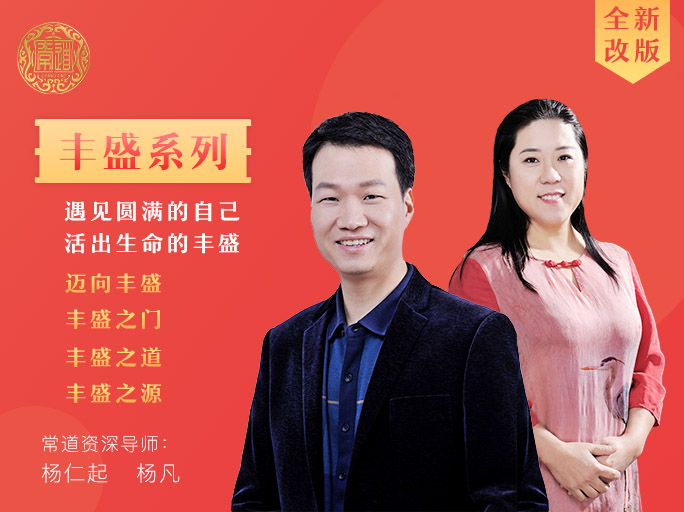 常道
全新
改版
丰盛系列
遇见圆满的自己
活出生命的丰盛
迈向丰盛
丰盛之门
丰盛之道
丰盛之源
常道资深导师：
杨仁起 杨凡